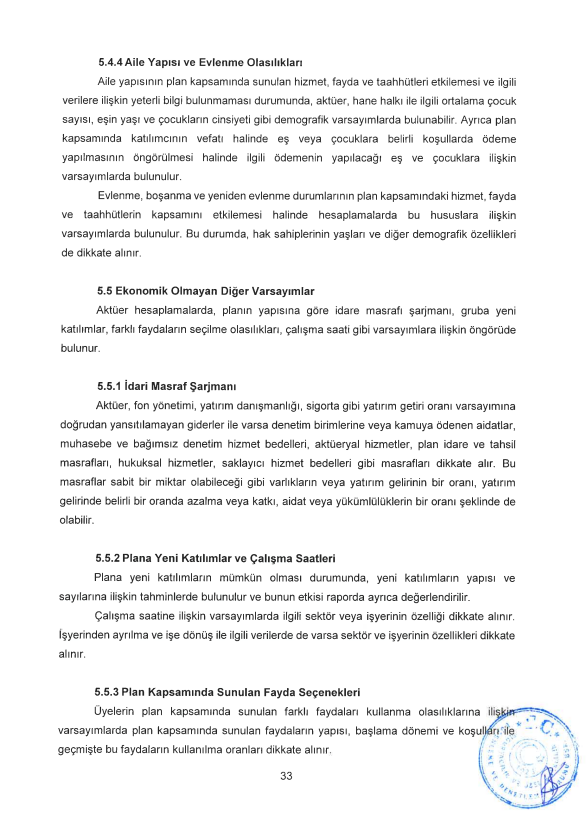 5.4.4 Aile Yapısı ve Evlenme Olasılıkları
Aile yapısının plan kapsamında sunulan hizmet, fayda ve taahhütleri etkilemesi ve ilgili
verilere ilişkin yeterli bilgi bulunmaması durumunda, aktüer, hane halkı ile ilgili ortalama çocuk
sayısı, eşin yaşı ve çocukların cinsiyeti gibi demografik varsayımlarda bulunabilir. Ayrıca plan
kapsamında katılımcının vefatı halinde eş veya çocuklara belirli koşullarda ödeme
yapılmasının öngörülmesi halinde ilgili ödemenin yapılacağı eş ve çocuklara ilişkin
varsayımlarda bulunulur.
Evlenme, boşanma ve yeniden evlenme durumlarının plan kapsamındaki hizmet, fayda
ve taahhütlerin kapsamını etkilemesi halinde hesaplamalarda bu hususlara ilişkin
varsayımlarda bulunulur. Bu durumda, hak sahiplerinin yaşları ve diğer demografik özellikleri
de dikkate alınır.
5.5 Ekonomik Olmayan Diğer Varsayımlar
Aktüer hesaplamalarda, planın yapısına göre idare masrafı şarjmanı, gruba yeni
katılımlar, farklı faydaların seçilme olasılıkları, çalışma saati gibi varsayımlara ilişkin öngörüde
bulunur.
5.5.1 İdari Masraf Şarjmanı
Aktüer, fon yönetimi, yatırım danışmanlığı, sigorta gibi yatırım getiri oranı varsayımına
doğrudan yansıtılamayan giderler ile varsa denetim birimlerine veya kamuya ödenen aidatlar,
muhasebe ve bağımsız denetim hizmet bedelleri, aktüeryal hizmetler, plan idare ve tahsil
masrafları, hukuksal hizmetler, saklayıcı hizmet bedelleri gibi masrafları dikkate alır. Bu
masraflar sabit bir miktar olabileceği gibi varlıkların veya yatırım gelirinin bir oranı, yatırım
gelirinde belirli bir oranda azalma veya katkı, aidat veya yükümlülüklerin bir oranı şeklinde de
olabilir.
5.5.2 Plana Yeni Katılımlar ve Çalışma Saatleri
Plana yeni katılımların mümkün olması durumunda, yeni katılımların yapısı ve
sayılarına ilişkin tahminlerde bulunulur ve bunun etkisi raporda ayrıca değerlendirilir.
Çalışma saatine ilişkin varsayımlarda ilgili sektör veya işyerinin özelliği dikkate alınır.
İşyerinden ayrılma ve işe dönüş ile ilgili verilerde de varsa sektör ve işyerinin özellikleri dikkate
alınır.
5.5.3 Plan Kapsamında Sunulan Fayda Seçenekleri
Üyelerin plan kapsamında sunulan farklı faydaları kullanma olasılıklarına ilişkin
varsayımlarda plan kapsamında sunulan faydaların yapısı, başlama dönemi ve koşulları ile
geçmişte bu faydaların kullanılma oranları dikkate alınır.
33
T.C.